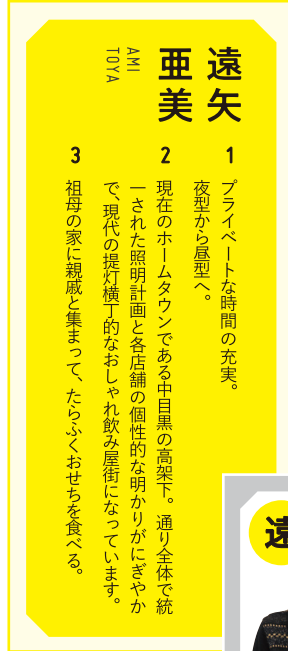 遠矢
亜美
AMI
TOYA
1 プライベートな時間の充実。
夜型から昼型へ。
2 現在のホームタウンである中目黒の高架下。通り全体で統
一された照明計画と各店舗の個性的な明かりがにぎやか
で、現代の提灯横丁的なおしゃれ飲み屋街になっています。
3 祖母の家に親戚と集まって、たらふくおせちを食べる。
遠